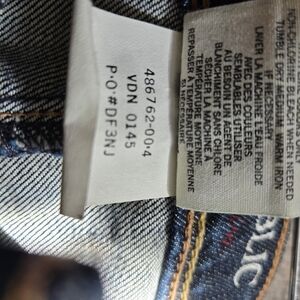 486762-00-4
VDN 0145
P.O.#DF3NJ
NON-CHLORINE BLEACH WHEN NEEDED
TUMBLE DRY WARM IRON
IF NECESSARY
LAVER LA MACHINE L'EAU FROIDE
AVEC DES COULEURS
SEMBLABLES UTILISER
AU BESOIN UN AGENT DE
BLANCHIMENT SANS CHLORE
SÉCHER À MACHINE À
TEMPÉRATURE MOYENNE
REPASSER À TEMPÉRATURE MOYENNE